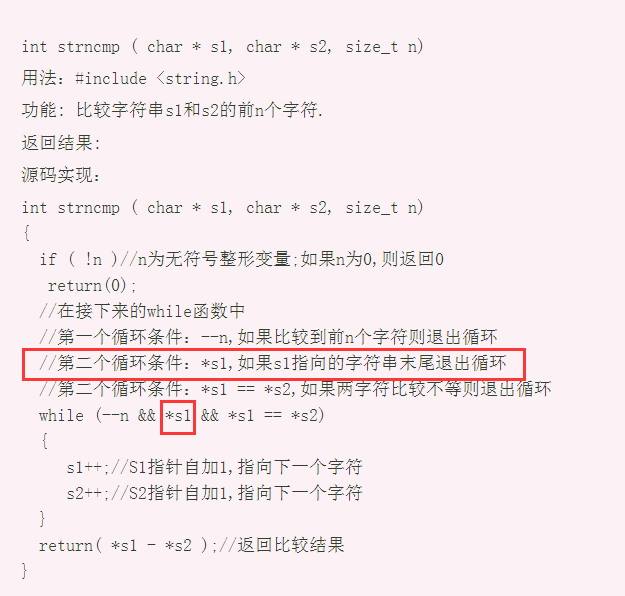 int strncmp ( char * s1, char * s2, size_t n)
用法: #include <string.h>
功能: 比较字符串s1和s2的前n个字符.
返回结果:
源码实现:
int strncmp ( char * s1, char * s2, size_t n)
{
if ( !n )//n为无符号整形变量;如果n为0,则返回0
return(0);
//在接下来的while函数中
//第一个循环条件: --n,如果比较到前n个字符则退出循环
//第二个循环条件: *s1,如果s1指向的字符串末尾退出循环
//第二个循环条件: *s1 == *s2,如果两字符比较不等则退出循环
while (--n && *s1 && *s1 == *s2)
{
s1++;//S1指针自加1,指向下一个字符
s2++;//S2指针自加1,指向下一个字符
}
return( *s1 - *s2 );//返回比较结果
}